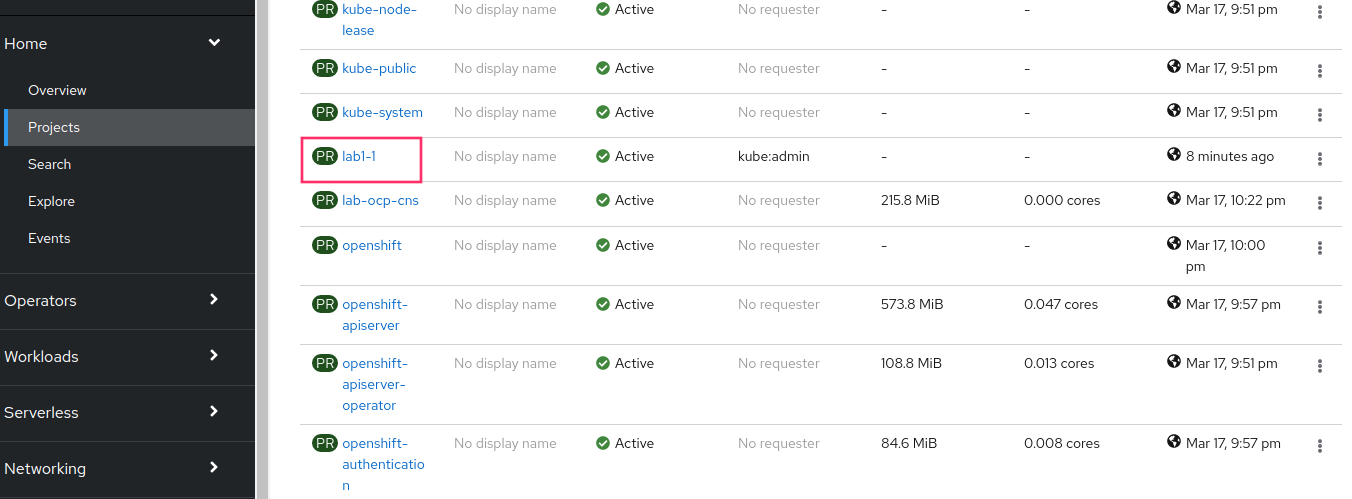 Home
Overview
Projects
Search
Explore
Events
Operators
Workloads
Serverless
Networking
PR kube-node- No display name Active No requester - - Mar 17, 9:51 pm
lease
PR kube-public No display name Active No requester - - Mar 17, 9:51 pm
PR kube-system No display name Active No requester - - Mar 17, 9:51 pm
PR lab1-1 No display name Active kube:admin - - 8 minutes ago
PR lab-ocp-cns No display name Active No requester 215.8 MiB 0.000 cores Mar 17, 10:22 pm
PR openshift No display name Active No requester - - Mar 17, 10:00
pm
PR openshift- No display name Active No requester 573.8 MiB 0.047 cores Mar 17, 9:57 pm
apiserver
PR openshift- No display name Active No requester 108.8 MiB 0.013 cores Mar 17, 9:51 pm
apiserver-
operator
PR openshift- No display name Active No requester 84.6 MiB 0.008 cores Mar 17, 9:57 pm
authenticatio
n